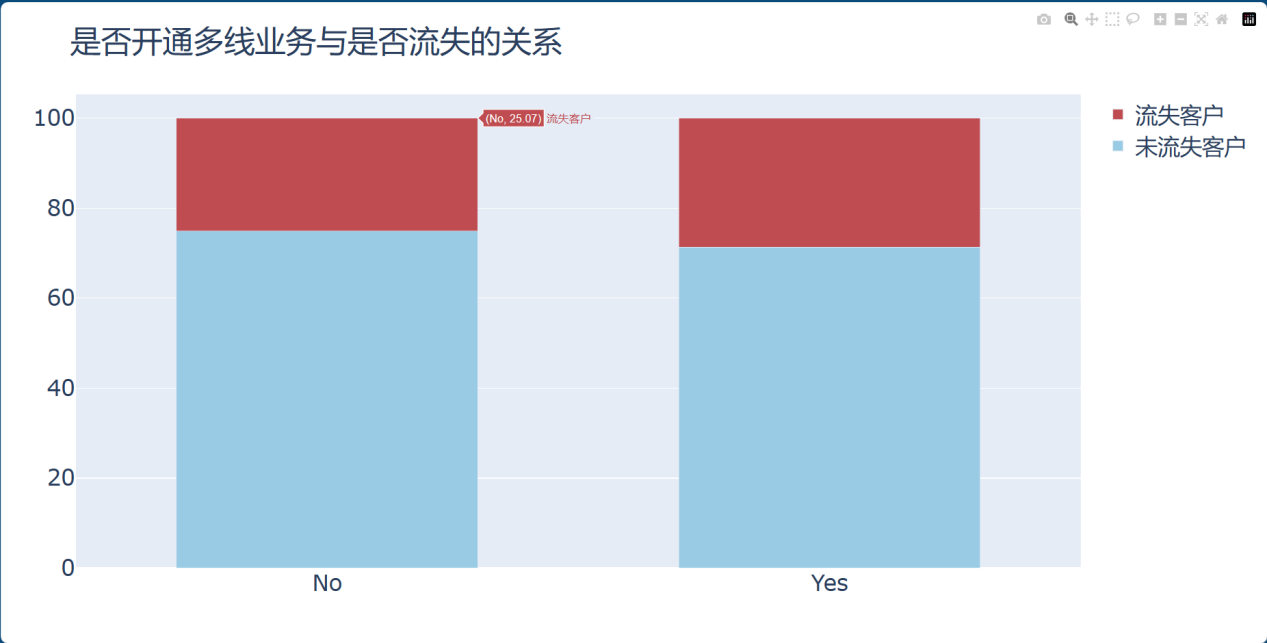 是否开通多线业务与是否流失的关系
100
80
60
40
20
0
(No, 25.07) 流失客户
No
Yes
流失客户
未流失客户